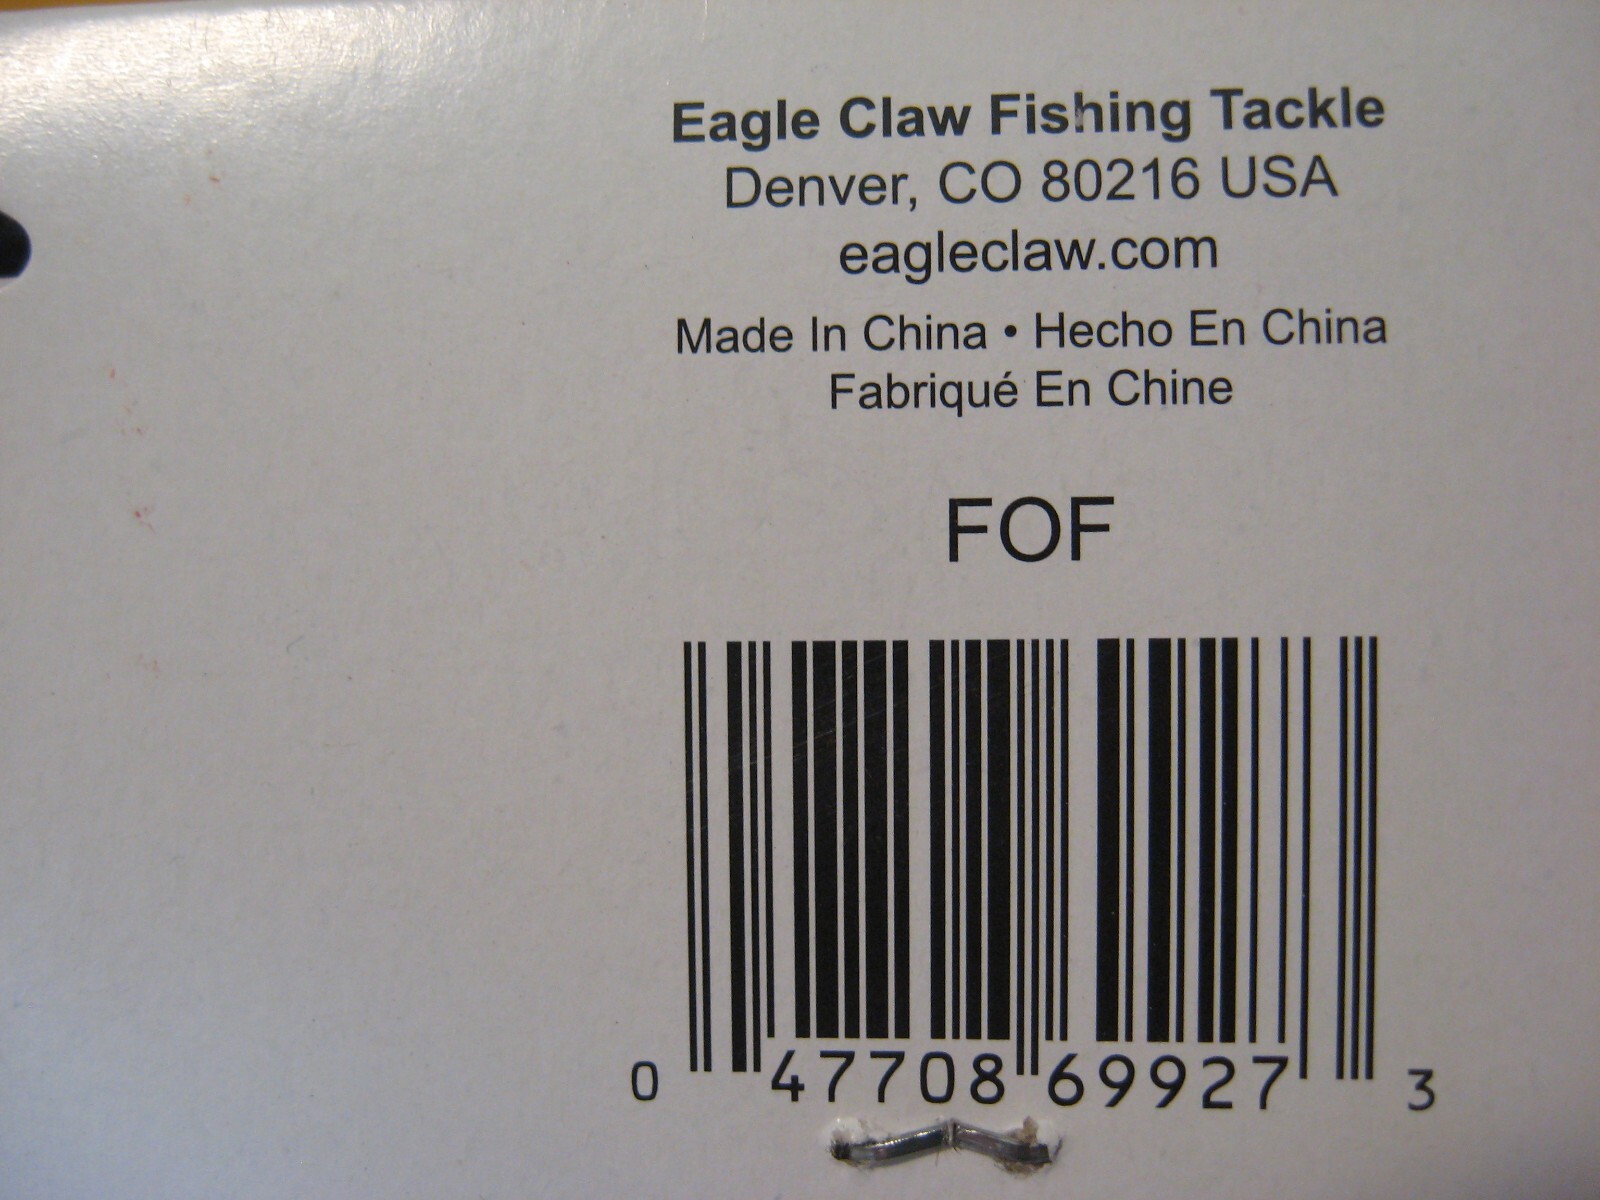 Eagle Claw Fishing Tackle
Denver, CO 80216 USA
eagleclaw.com
Made In China • Hecho En China
Fabriqué En Chine
FOF
0 47708 69927 3